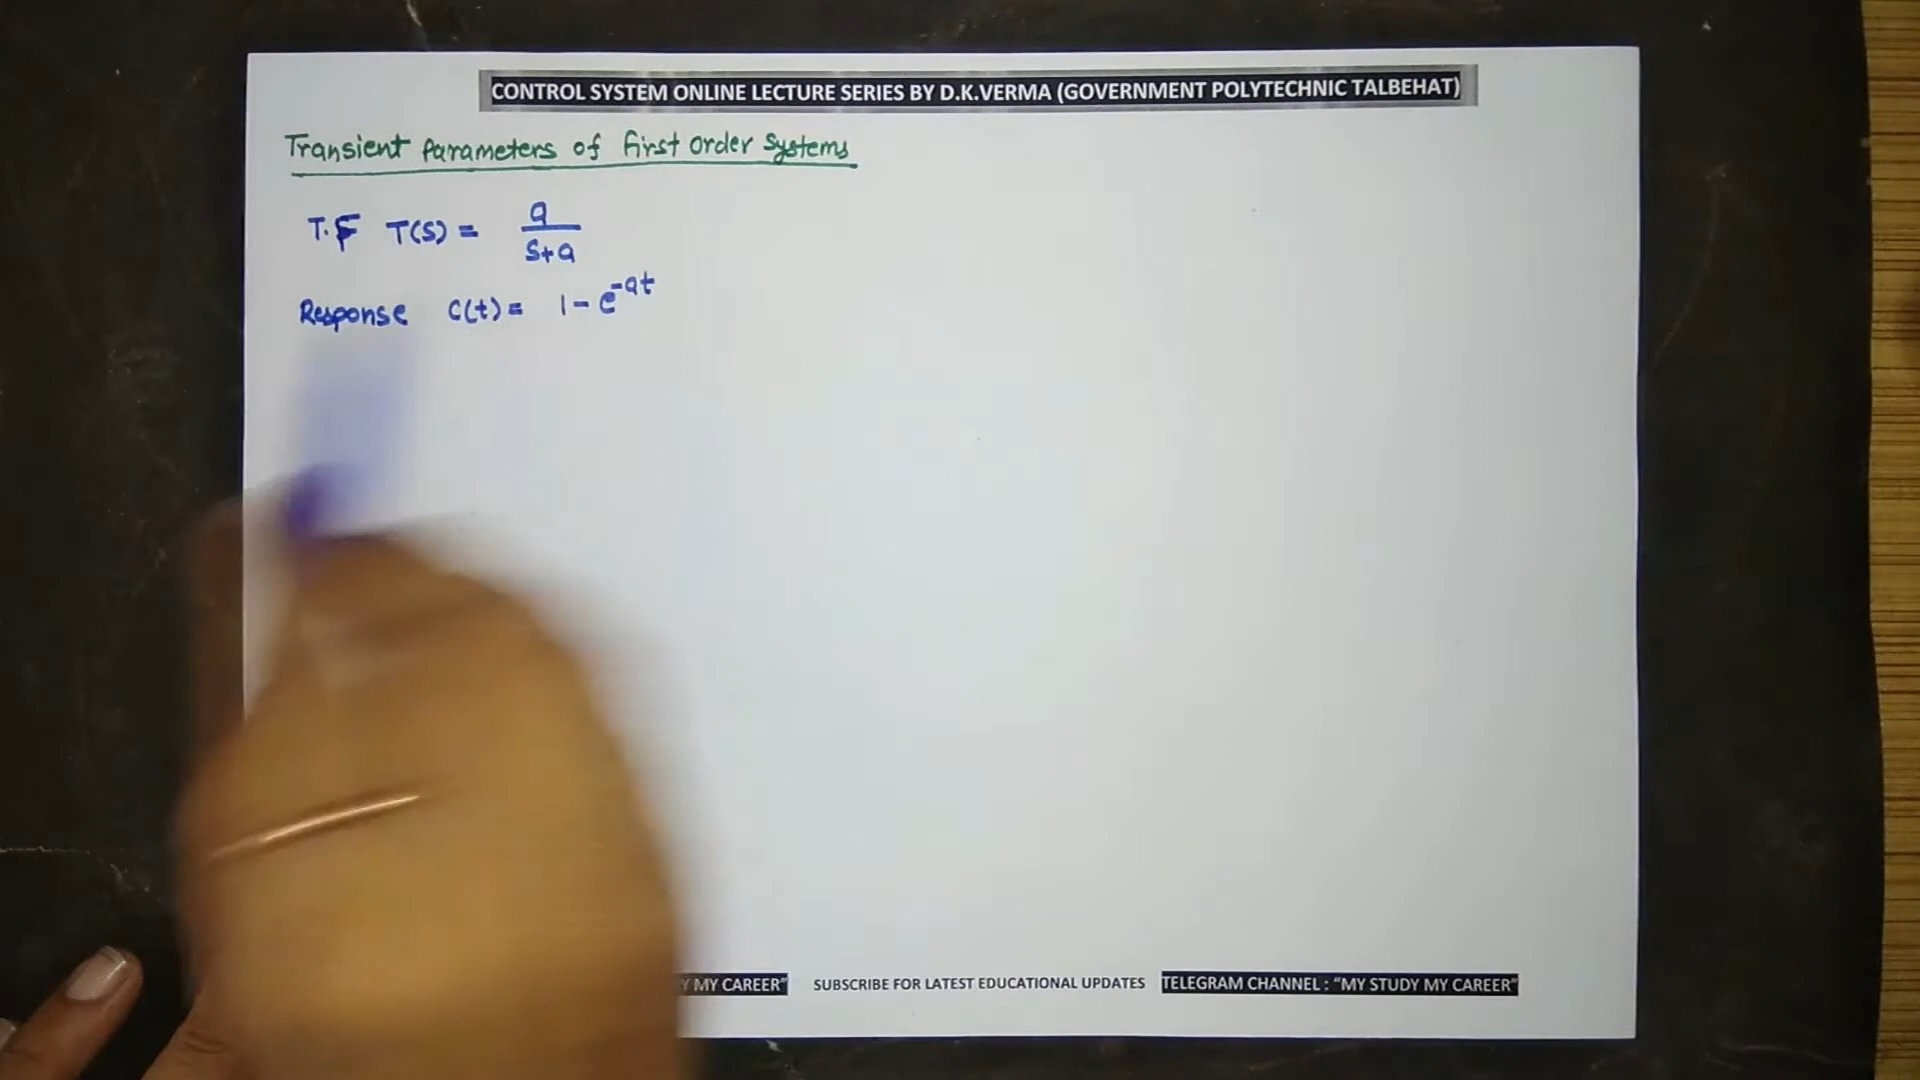 CONTROL SYSTEM ONLINE LECTURE SERIES BY D.K.VERMA (GOVERNMENT POLYTECHNIC TALBEHAT)
Transient Parameters of first order Systems
T.F T(S) = a/(S+a)
Response C(t) = 1 - e^-at
MY CAREER" SUBSCRIBE FOR LATEST EDUCATIONAL UPDATES TELEGRAM CHANNEL : "MY STUDY MY CAREER"